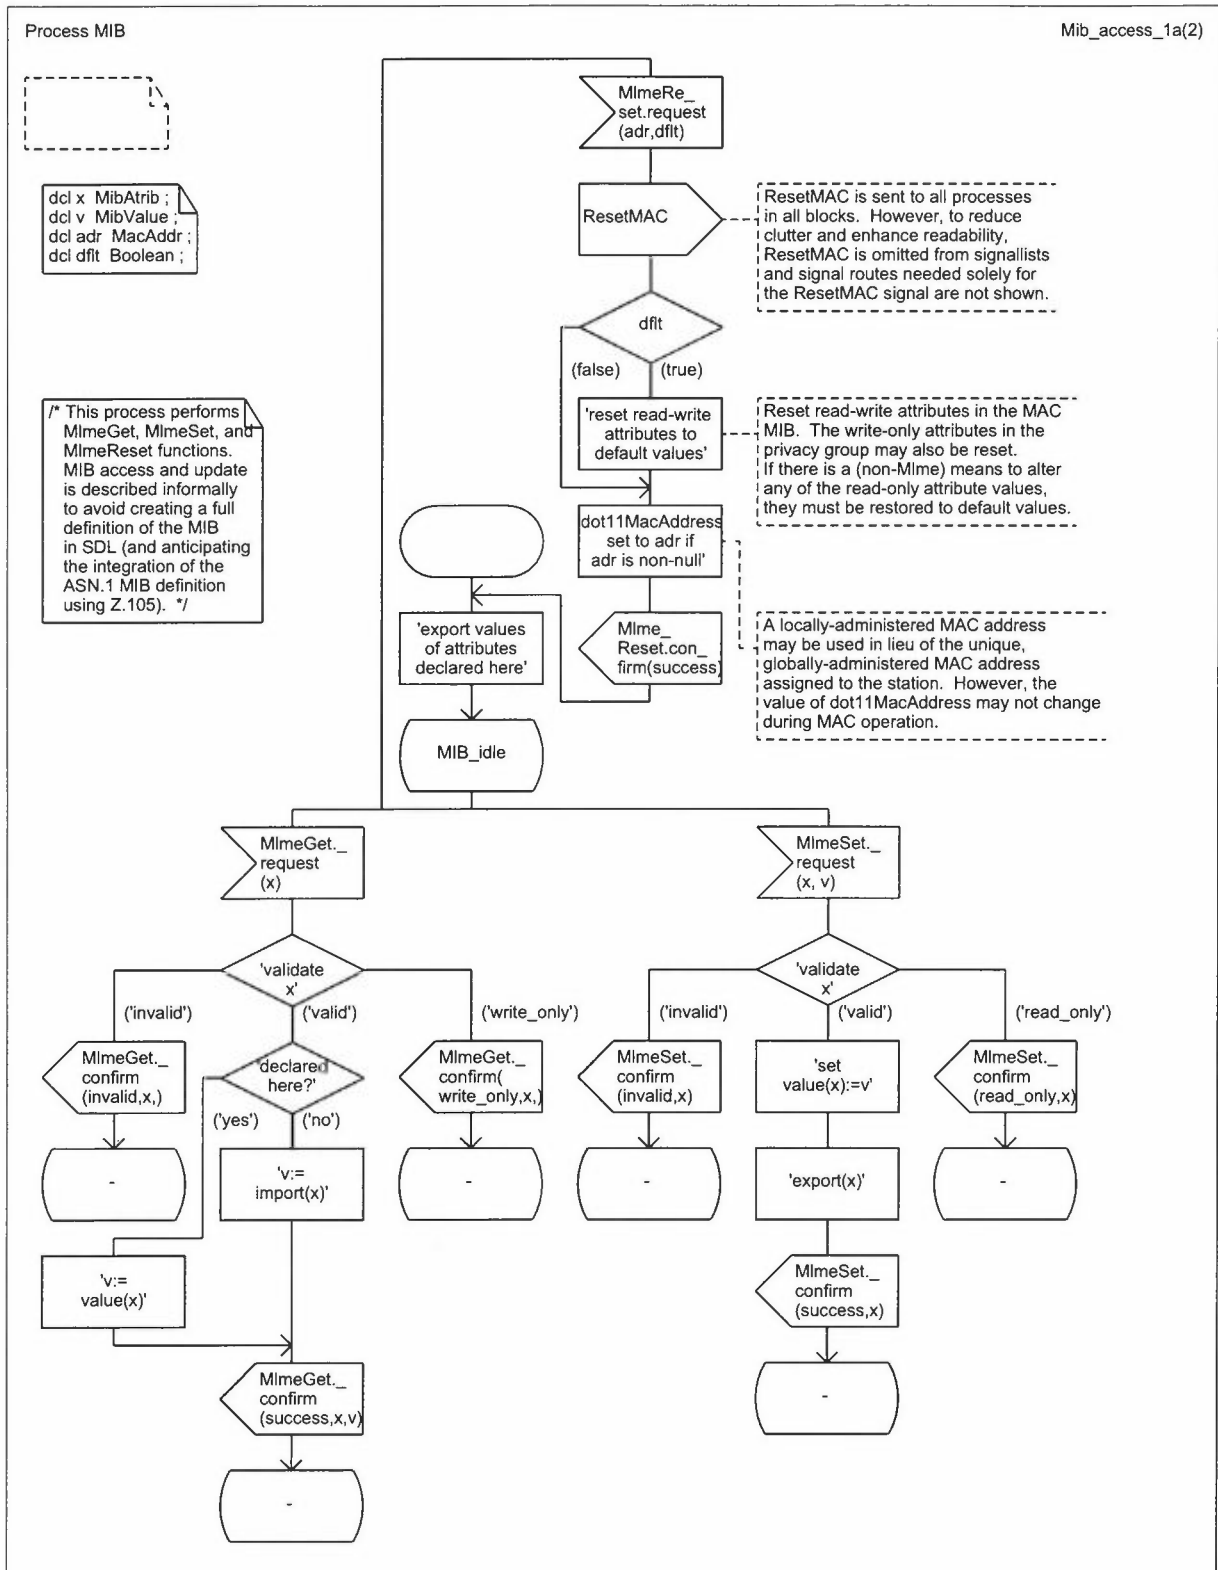 Process MIB
Mib_access_1a(2)
MlmeRe_
set.request
(adr,dflt)
dcl x MibAtrib ;
dcl v MibValue ;
dcl adr MacAddr ;
dcl dflt Boolean ;
ResetMAC
ResetMAC is sent to all processes
in all blocks. However, to reduce
clutter and enhance readability,
ResetMAC is omitted from signallists
and signal routes needed solely for
the ResetMAC signal are not shown.
dflt
(false)
(true)
/* This process performs
MlmeGet, MlmeSet, and
MlmeReset functions.
MIB access and update
is described informally
to avoid creating a full
definition of the MIB
in SDL (and anticipating
the integration of the
ASN.1 MIB definition
using Z.105). */
'reset read-write
attributes to
default values'
Reset read-write attributes in the MAC
MIB. The write-only attributes in the
privacy group may also be reset.
If there is a (non-Mlme) means to alter
any of the read-only attribute values,
they must be restored to default values.
dot11MacAddress
set to adr if
adr is non-null'
'export values
of attributes
declared here'
Mlme_
Reset.con_
firm(success)
A locally-administered MAC address
may be used in lieu of the unique,
globally-administered MAC address
assigned to the station. However, the
value of dot11MacAddress may not change
during MAC operation.
MIB_idle
MlmeGet._
request
(x)
MlmeSet._
request
(x, v)
'validate
x'
'validate
x'
('invalid')
('valid')
('write_only')
('invalid')
('valid')
('read_only')
MlmeGet._
confirm
(invalid,x,)
'declared
here?'
MlmeGet._
confirm(
write_only,x,)
MlmeSet._
confirm
(invalid,x)
'set
value(x):=v'
MlmeSet._
confirm
(read_only,x)
('yes')
('no')
-
'v:=
import(x)'
-
-
'export(x)'
-
'v:=
value(x)'
MlmeSet._
confirm
(success,x)
MlmeGet._
confirm
(success,x,v)
-
-